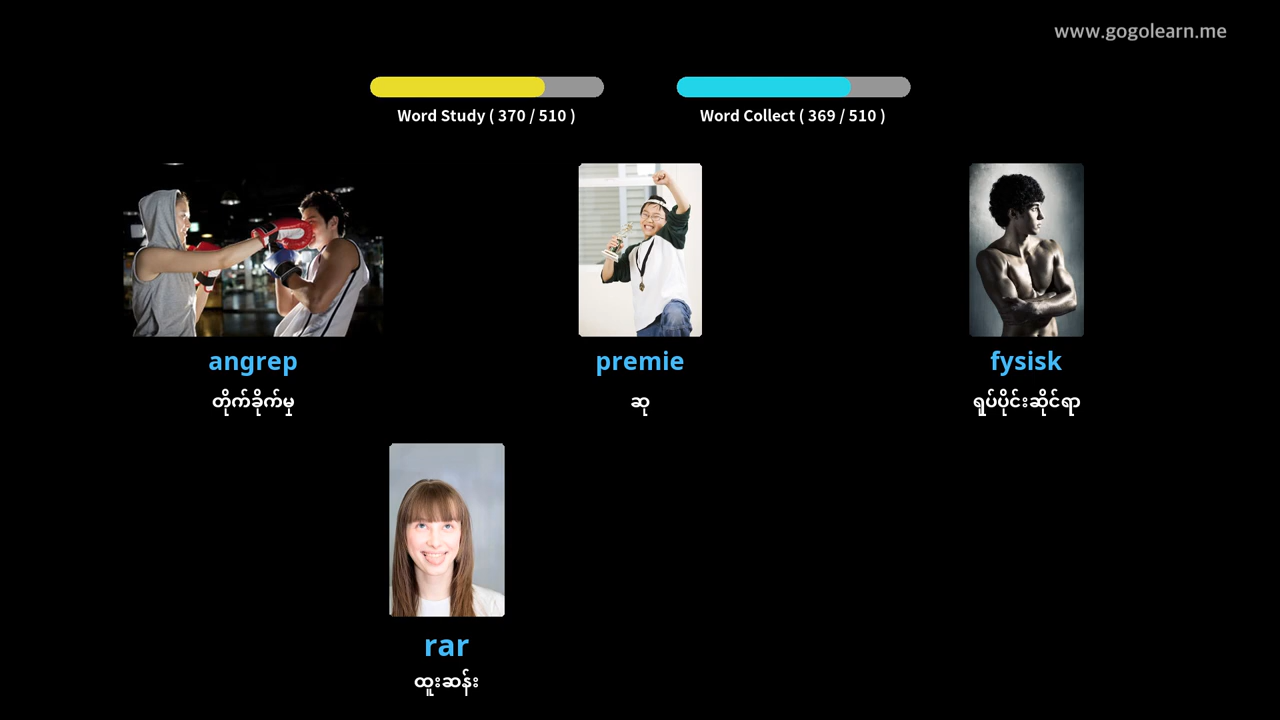 www.gogolearn.me
Word Study ( 370 / 510 )
Word Collect ( 369 / 510 )
angrep
premie
fysisk
တိုက်ခိုက်မှု
ဆု
ရုပ်ပိုင်းဆိုင်ရာ
rar
ထူးဆန်း